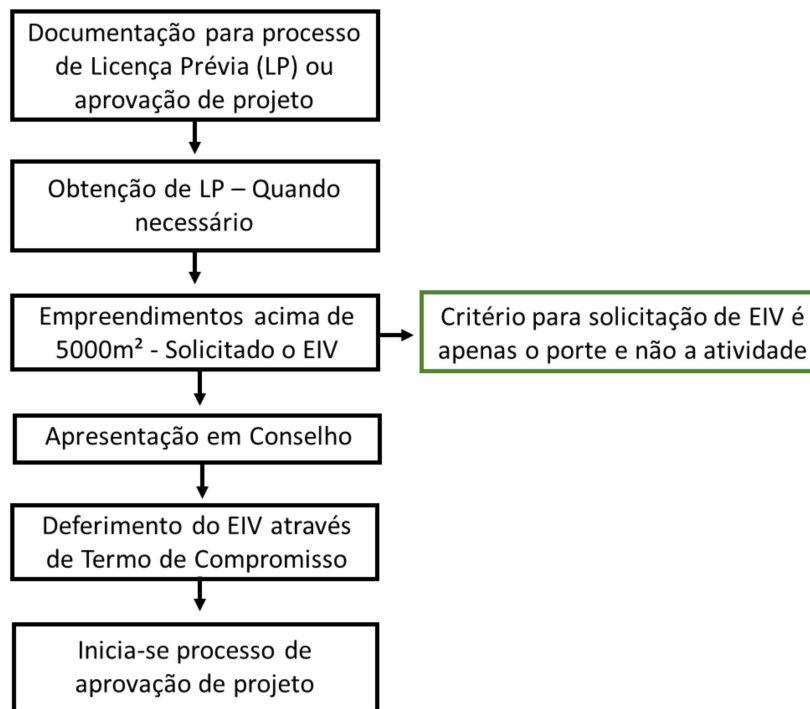 Documentação para processo
de Licença Prévia (LP) ou
aprovação de projeto
Obtenção de LP – Quando
necessário
Empreendimentos acima de
5000m² - Solicitado o EIV
Critério para solicitação de EIV é
apenas o porte e não a atividade
Apresentação em Conselho
Deferimento do EIV através
de Termo de Compromisso
Inicia-se processo de
aprovação de projeto